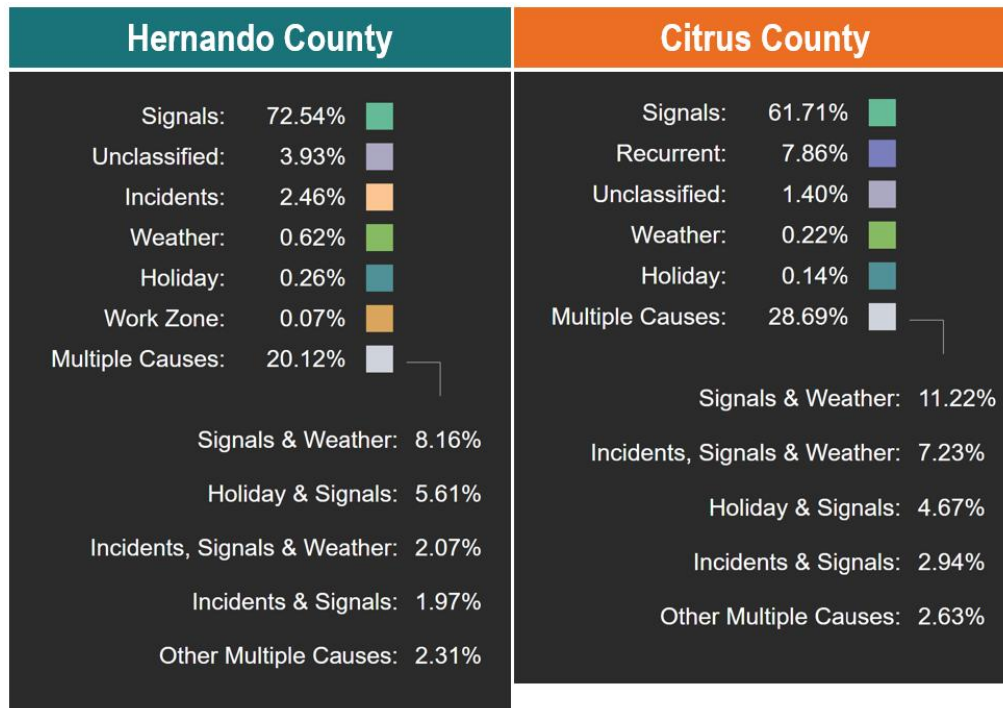 Hernando County
Signals: 72.54%
Unclassified: 3.93%
Incidents: 2.46%
Weather: 0.62%
Holiday: 0.26%
Work Zone: 0.07%
Multiple Causes: 20.12%
Signals & Weather: 8.16%
Holiday & Signals: 5.61%
Incidents, Signals & Weather: 2.07%
Incidents & Signals: 1.97%
Other Multiple Causes: 2.31%
Citrus County
Signals: 61.71%
Recurrent: 7.86%
Unclassified: 1.40%
Weather: 0.22%
Holiday: 0.14%
Multiple Causes: 28.69%
Signals & Weather: 11.22%
Incidents, Signals & Weather: 7.23%
Holiday & Signals: 4.67%
Incidents & Signals: 2.94%
Other Multiple Causes: 2.63%